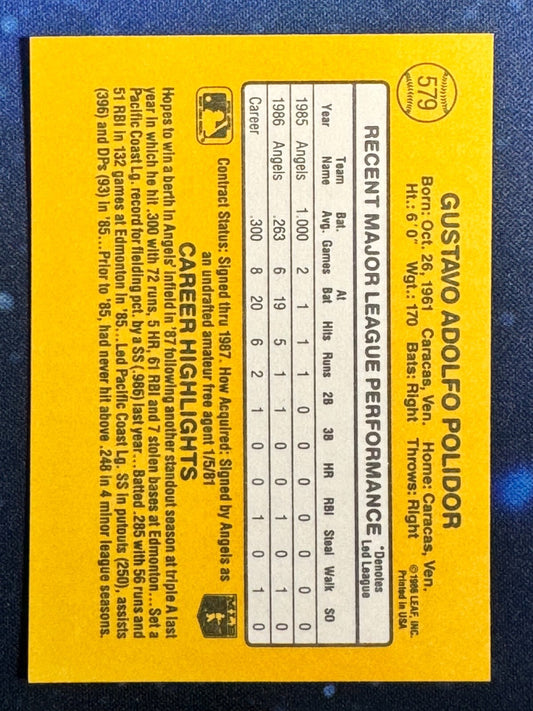 579
GUSTAVO ADOLFO POLIDOR
Born: Oct. 26, 1961 Caracas, Ven. Home: Caracas, Ven.
Ht.: 6'0" Wgt.: 170 Bats: Right Throws: Right
©1986 LEAF, INC.
Printed in USA
RECENT MAJOR LEAGUE PERFORMANCE
*Denotes
Led League
Year Team Name Bat. Avg. Games At Bat Hits Runs 2B 3B HR RBI Steal Walk SO
1985 Angels 1.000 2 1 1 1 0 0 0 0 0 0 0
1986 Angels .263 6 19 5 1 1 0 0 1 0 1 0
Career .300 8 20 6 2 1 0 0 1 0 1 0
Contract Status: Signed thru 1987. How Acquired: Signed by Angels as
an undrafted amateur free agent 1/5/81
CAREER HIGHLIGHTS
Hopes to win a berth in Angels' infield in '87 following another standout season at triple A last
year in which he hit .300 with 72 runs, 5 HR, 61 RBI and 7 stolen bases at Edmonton...Set a
Pacific Coast Lg. record for fielding pct. by a SS (.986) last year...Batted .285 with 56 runs and
51 RBI in 132 games at Edmonton in '85...Led Pacific Coast Lg. SS in putouts (250), assists
(396) and DPs (93) in '85...Prior to '85, had never hit above .248 in 4 minor league seasons.